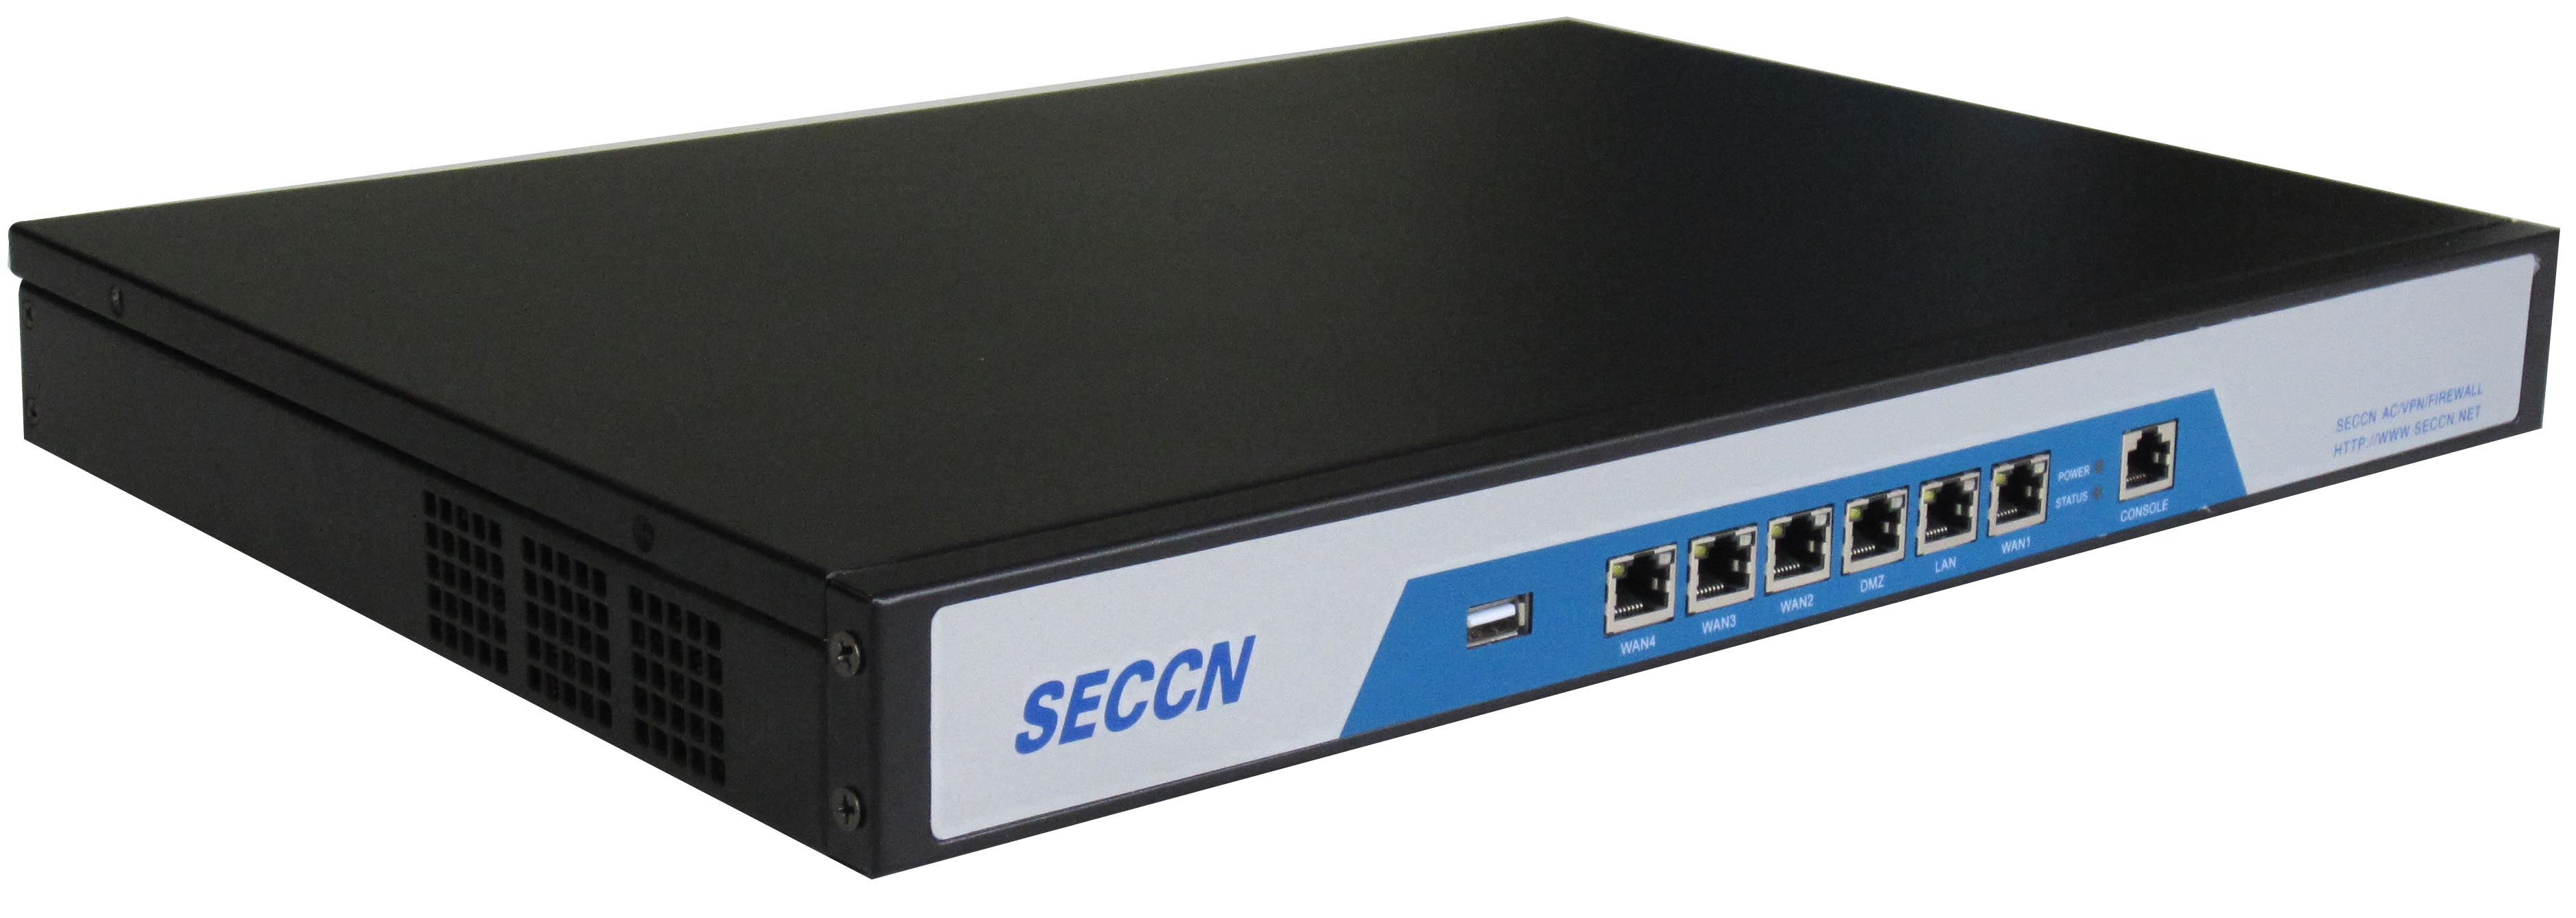 SECCN
WAN4
WAN3
WAN2
DMZ
LAN
WAN1
POWER
STATUS
CONSOLE
SECCN AC/VPN/FIREWALL
HTTP://WWW.SECCN.NET